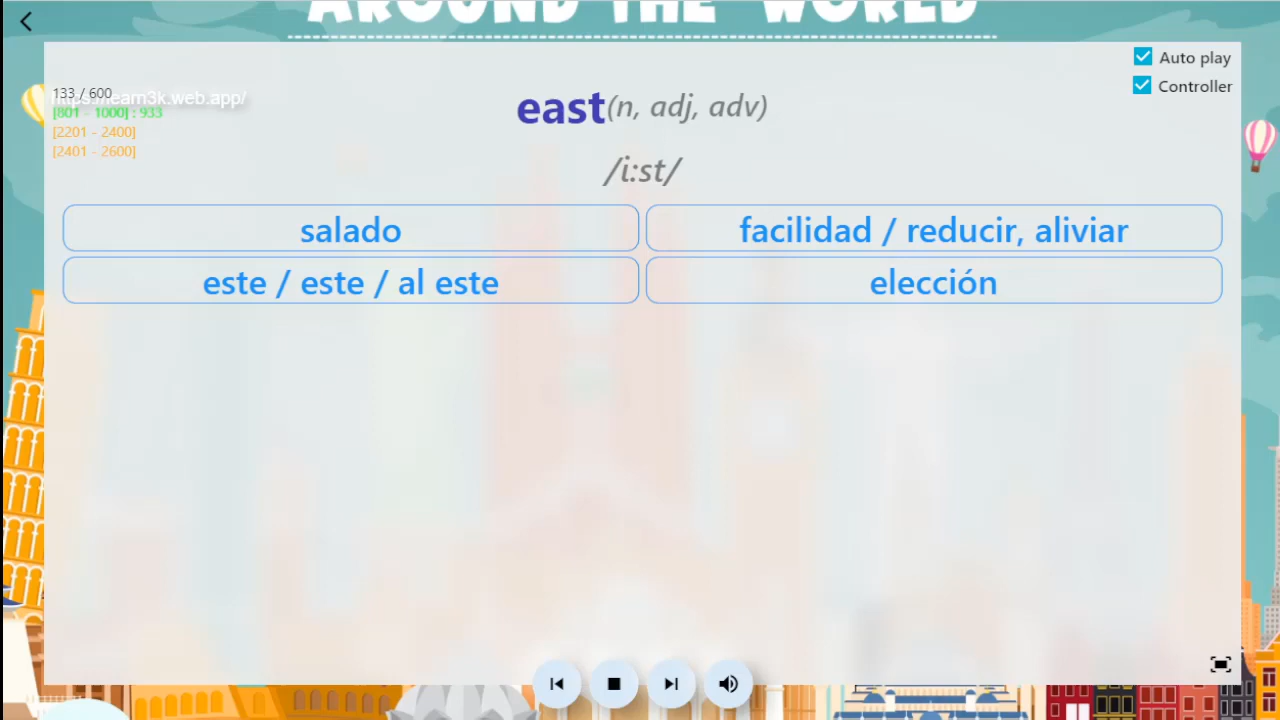 AROUND THE WORLD
Auto play
Controller
133 / 600
https://learn3k.web.app/
[801 - 1000] : 933
[2201 - 2400]
[2401 - 2600]
east(n, adj, adv)
/i:st/
salado
facilidad / reducir, aliviar
este / este / al este
elección